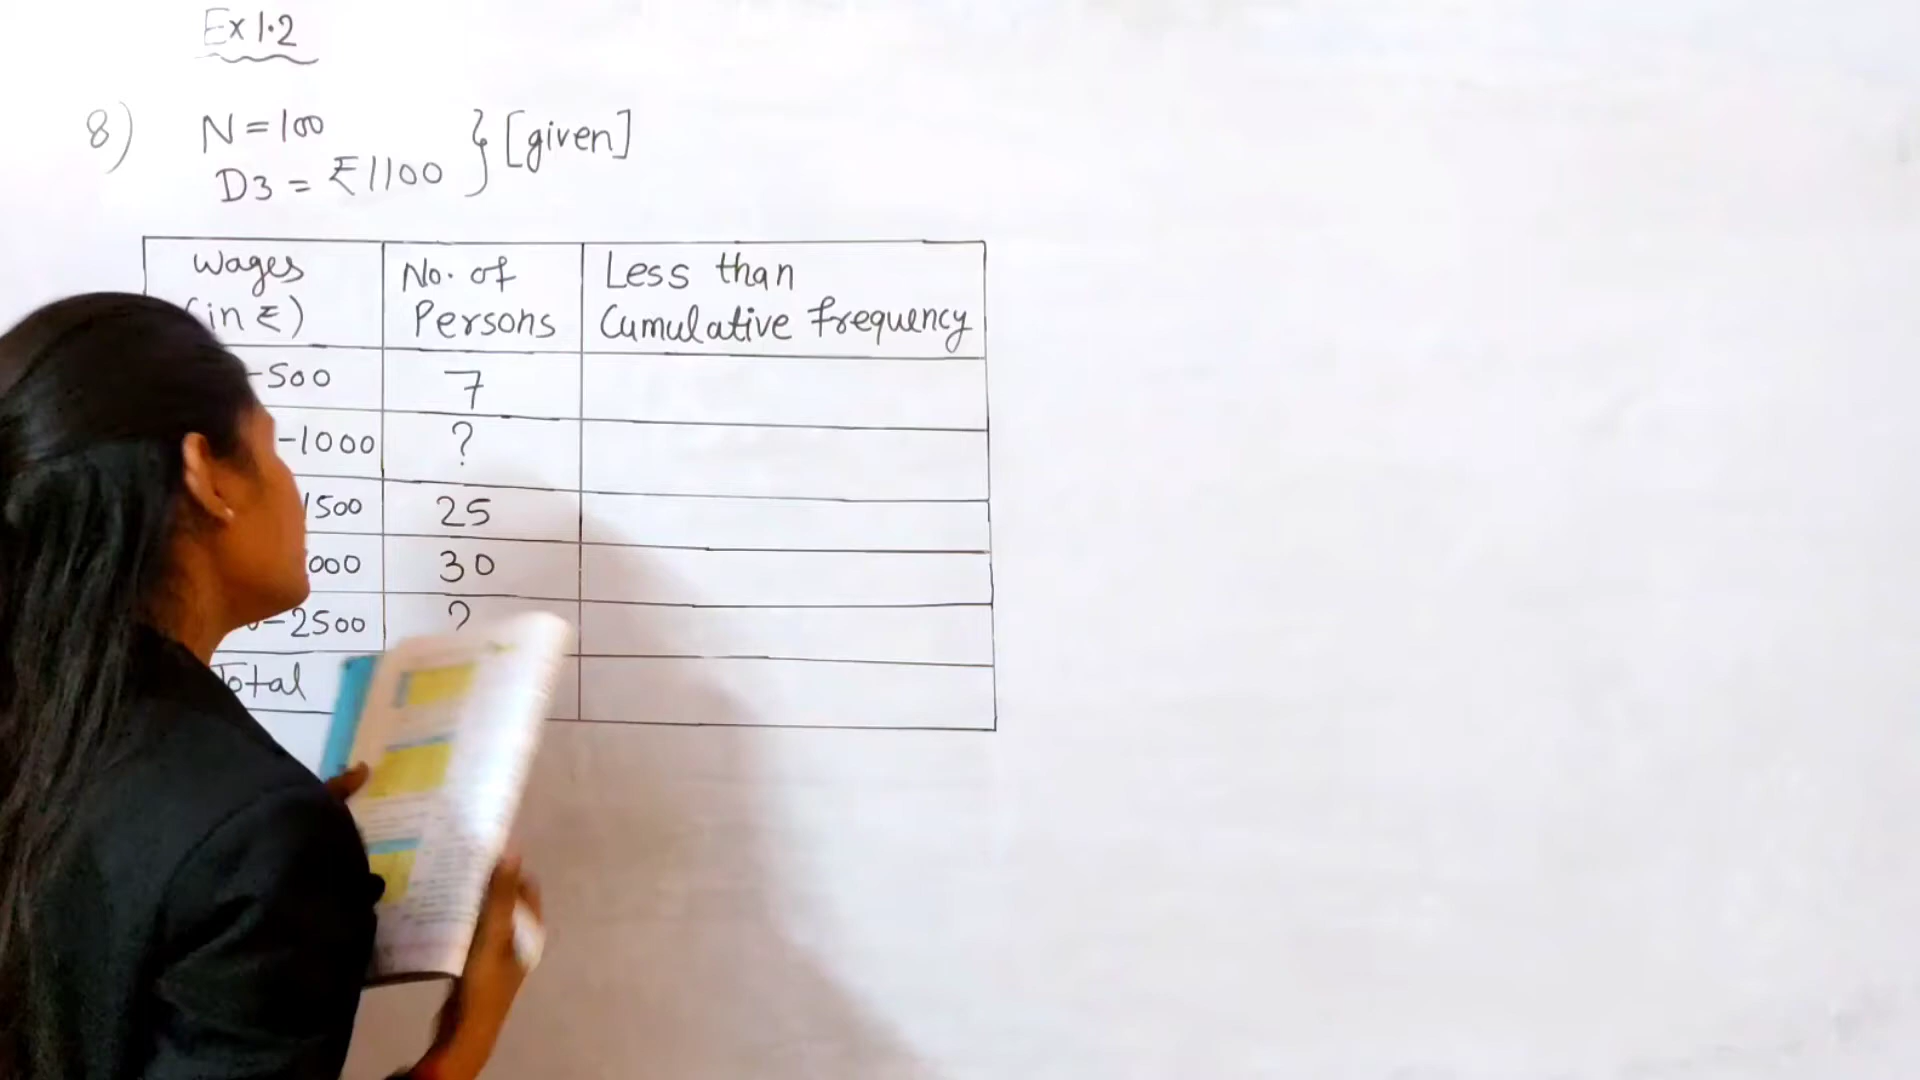 Ex 1.2
8) N = 100
D3 = ₹1100 } [given]
Wages (in ₹) No. of Persons Less than Cumulative frequency
-500 7
-1000 ?
1500 25
000 30
-2500 ?
Total